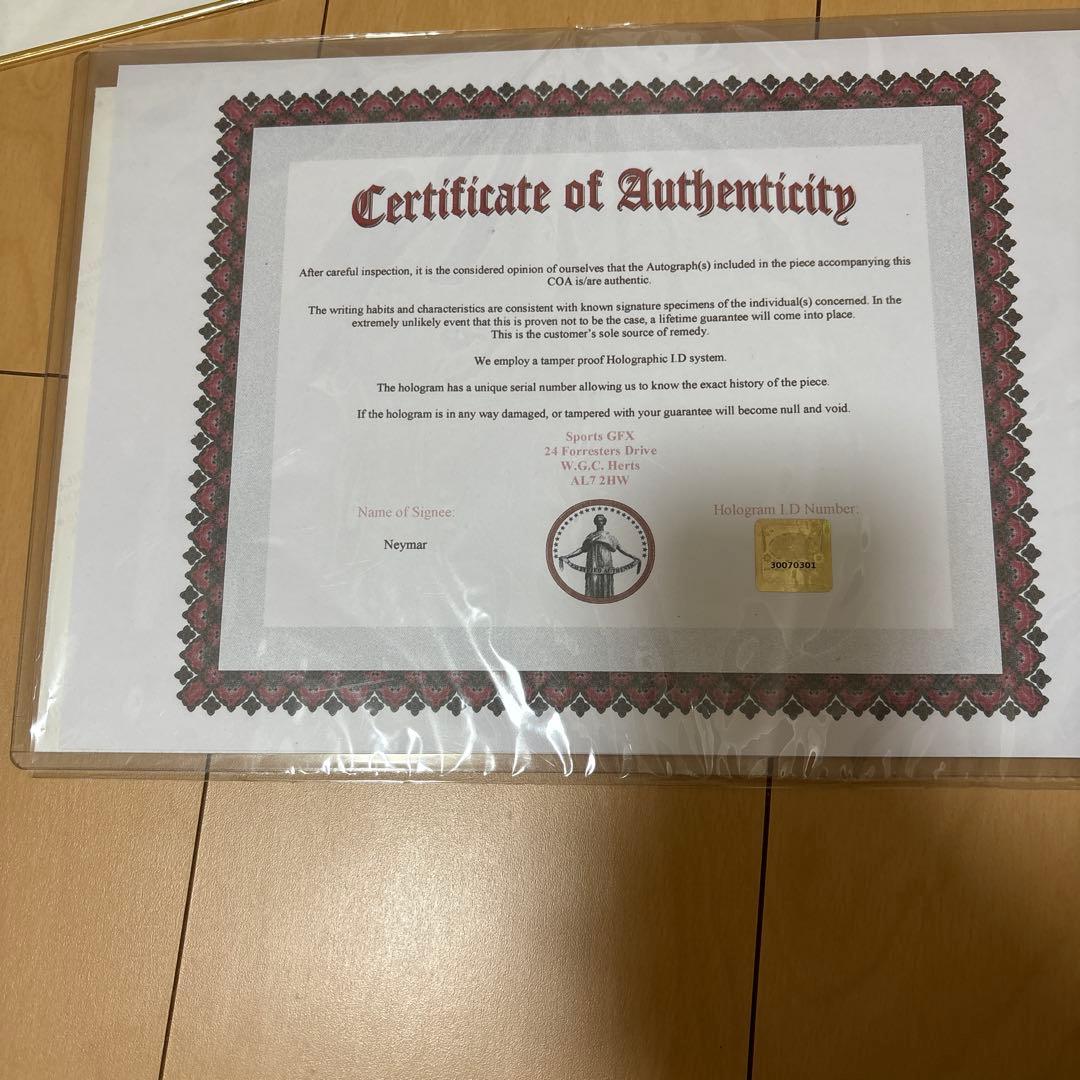 Certificate of Authenticity
After careful inspection, it is the considered opinion of ourselves that the Autograph(s) included in the piece accompanying this
COA is/are authentic.
The writing habits and characteristics are consistent with known signature specimens of the individual(s) concerned. In the
extremely unlikely event that this is proven not to be the case, a lifetime guarantee will come into place.
This is the customer's sole source of remedy.
We employ a tamper proof Holographic I.D system.
The hologram has a unique serial number allowing us to know the exact history of the piece.
If the hologram is in any way damaged, or tampered with your guarantee will become null and void.
Sports GFX
24 Forresters Drive
W.G.C. Herts
AL7 2HW
Name of Signee:
Hologram I.D Number:
Neymar
CERTIFIED AUTHENTIC
30070301